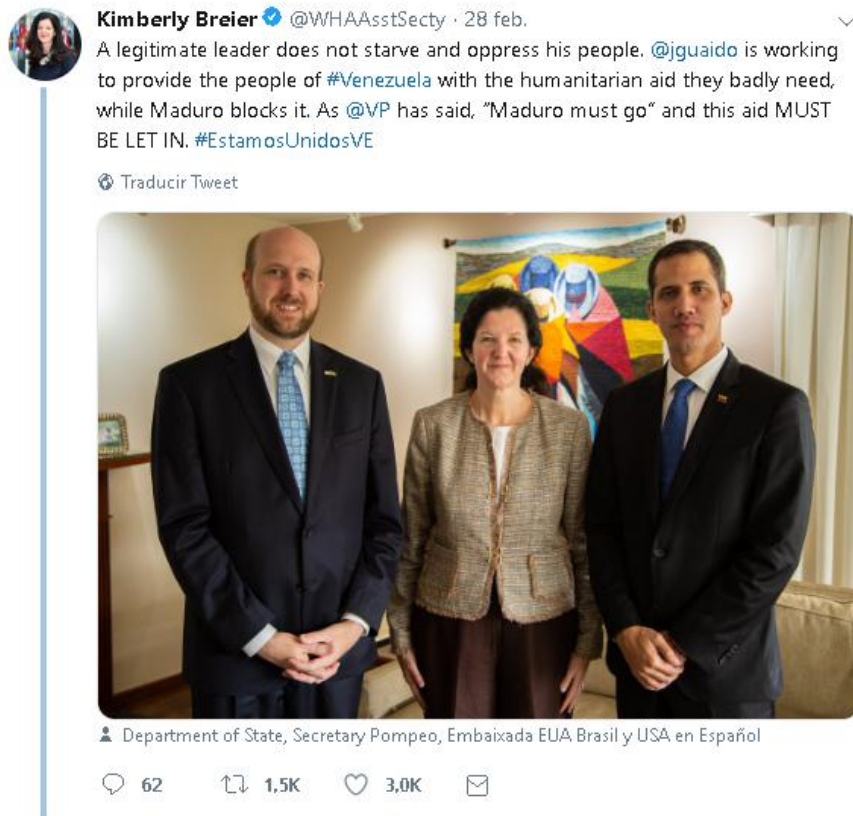 Kimberly Breier @WHAAsstSecty · 28 feb.
A legitimate leader does not starve and oppress his people. @jguaido is working
to provide the people of #Venezuela with the humanitarian aid they badly need,
while Maduro blocks it. As @VP has said, “Maduro must go” and this aid MUST
BE LET IN. #EstamosUnidosVE
Traducir Tweet
Department of State, Secretary Pompeo, Embaixada EUA Brasil y USA en Español
62 1,5K 3,0K